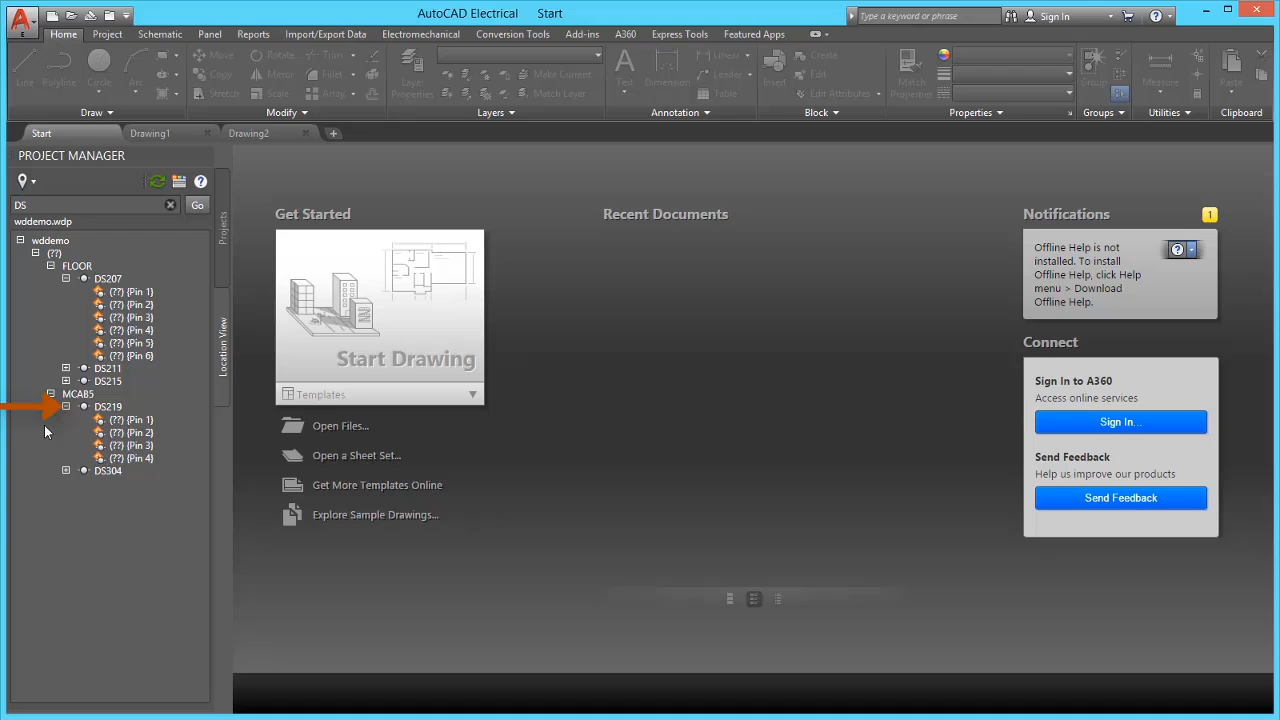 AutoCAD Electrical Start
Type a keyword or phrase
Sign In
Home Project Schematic Panel Reports Import/Export Data Electromechanical Conversion Tools Add-ins A360 Express Tools Featured Apps
Line Polyline Circle Arc
Move Rotate Trim
Copy Mirror Fillet
Stretch Scale Array
Layer Properties
Make Current
Match Layer
Text Dimension
Linear
Leader
Table
Insert
Create
Edit
Edit Attributes
Match Properties
Group
Measure
Paste
Draw Modify Layers Annotation Block Properties Groups Utilities Clipboard
Start Drawing1 Drawing2
PROJECT MANAGER
DS
Go
wddemo.wdp
wddemo
(??)
FLOOR
DS207
(??) {Pin 1}
(??) {Pin 2}
(??) {Pin 3}
(??) {Pin 4}
(??) {Pin 5}
(??) {Pin 6}
DS211
DS215
MCAB5
DS219
(??) {Pin 1}
(??) {Pin 2}
(??) {Pin 3}
(??) {Pin 4}
DS304
Projects
Location View
Get Started
Start Drawing
Templates
Open Files...
Open a Sheet Set...
Get More Templates Online
Explore Sample Drawings...
Recent Documents
Notifications
1
Offline Help is not
installed. To install
Offline Help, click Help
menu > Download
Offline Help.
Connect
Sign In to A360
Access online services
Sign In...
Send Feedback
Help us improve our products
Send Feedback